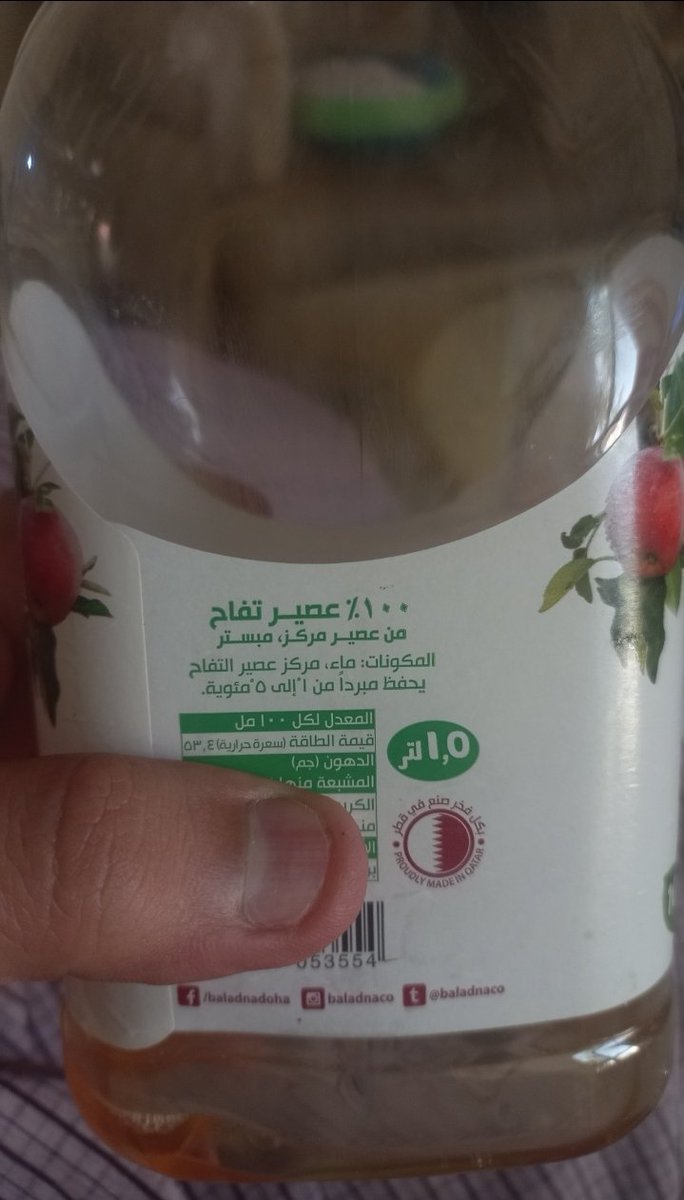 ١٠٠٪ عصير تفاح
من عصير مركز، مبستر
المكونات: ماء، مركز عصير التفاح
يحفظ مبرداً من ١°إلى ٥°مئوية.
المعدل لكل ١٠٠ مل
قيمة الطاقة (سعرة حرارية) ٥٣,٤
الدهون (جم)
المشبعة منها
١,٥ لتر
بكل فخر صنع في قطر
PROUDLY MADE IN QATAR
053554
/baladnadoha baladnaco @baladnaco